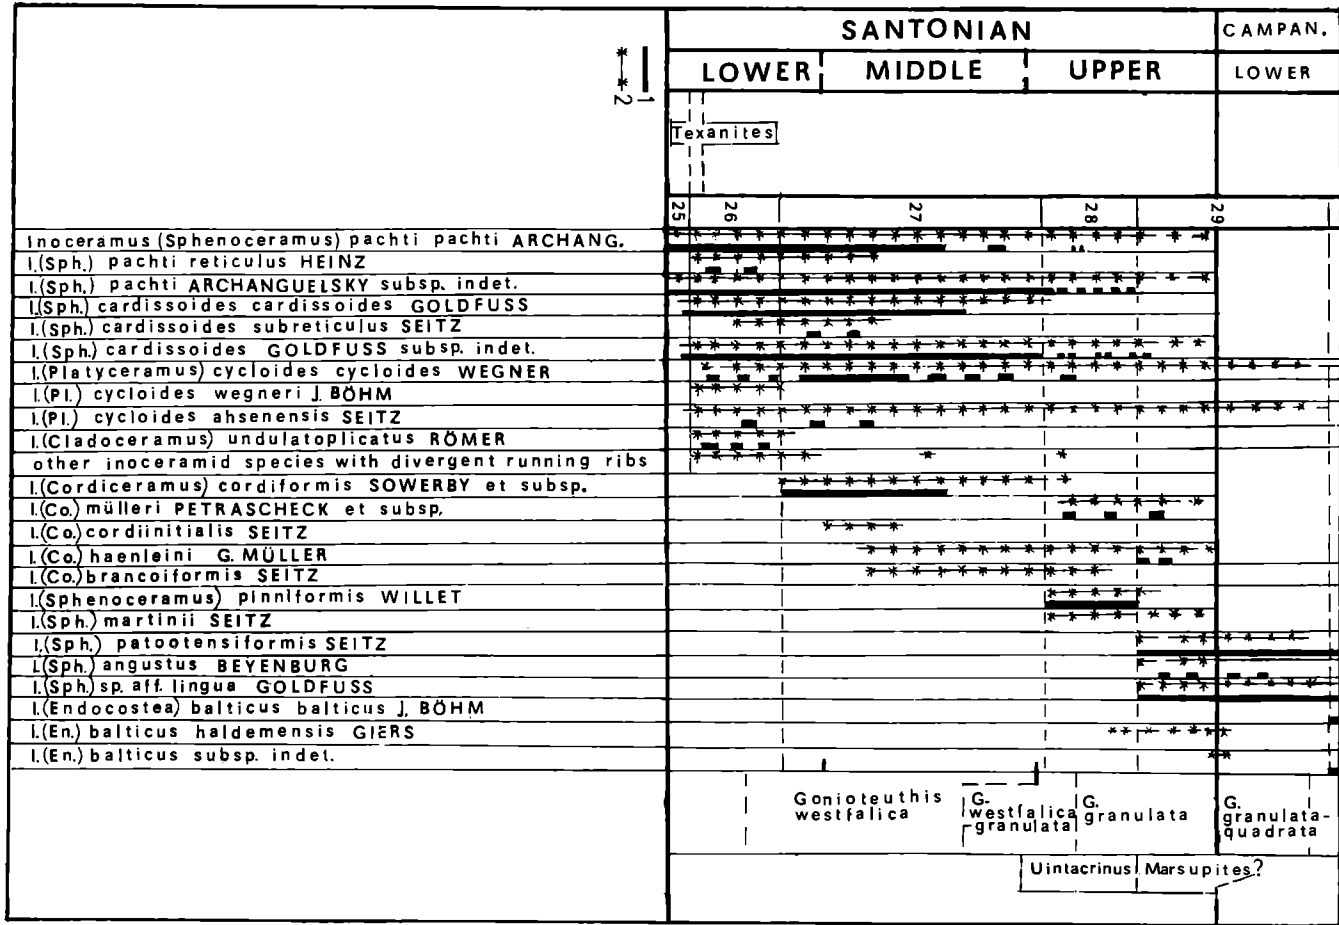 SANTONIAN
CAMPAN.
LOWER
MIDDLE
UPPER
LOWER
1
2
Texanites
25
26
27
28
29
Inoceramus (Sphenoceramus) pachti pachti ARCHANG.
I.(Sph.) pachti reticulus HEINZ
I.(Sph.) pachti ARCHANGUELSKY subsp. indet.
I.(Sph.) cardissoides cardissoides GOLDFUSS
I.(Sph.) cardissoides subreticulus SEITZ
I.(Sph.) cardissoides GOLDFUSS subsp. indet.
I.(Platyceramus) cycloides cycloides WEGNER
I.(Pl.) cycloides wegneri J. BÖHM
I.(Pl.) cycloides ahsenensis SEITZ
I.(Cladoceramus) undulatoplicatus RÖMER
other inoceramid species with divergent running ribs
I.(Cordiceramus) cordiformis SOWERBY et subsp.
I.(Co.) mülleri PETRASCHECK et subsp.
I.(Co.) cordiinitialis SEITZ
I.(Co.) haenleini G. MÜLLER
I.(Co.) brancoiformis SEITZ
I.(Sphenoceramus) pinniformis WILLET
I.(Sph.) martinii SEITZ
I.(Sph.) patootensiformis SEITZ
I.(Sph.) angustus BEYENBURG
I.(Sph.) sp. aff. lingua GOLDFUSS
I.(Endocostea) balticus balticus J. BÖHM
I.(En.) balticus haldemensis GIERS
I.(En.) balticus subsp. indet.
Gonioteuthis
westfalica
G.
westfalica
granulata
G.
granulata
G.
granulata-
quadrata
Uintacrinus
Marsupites?